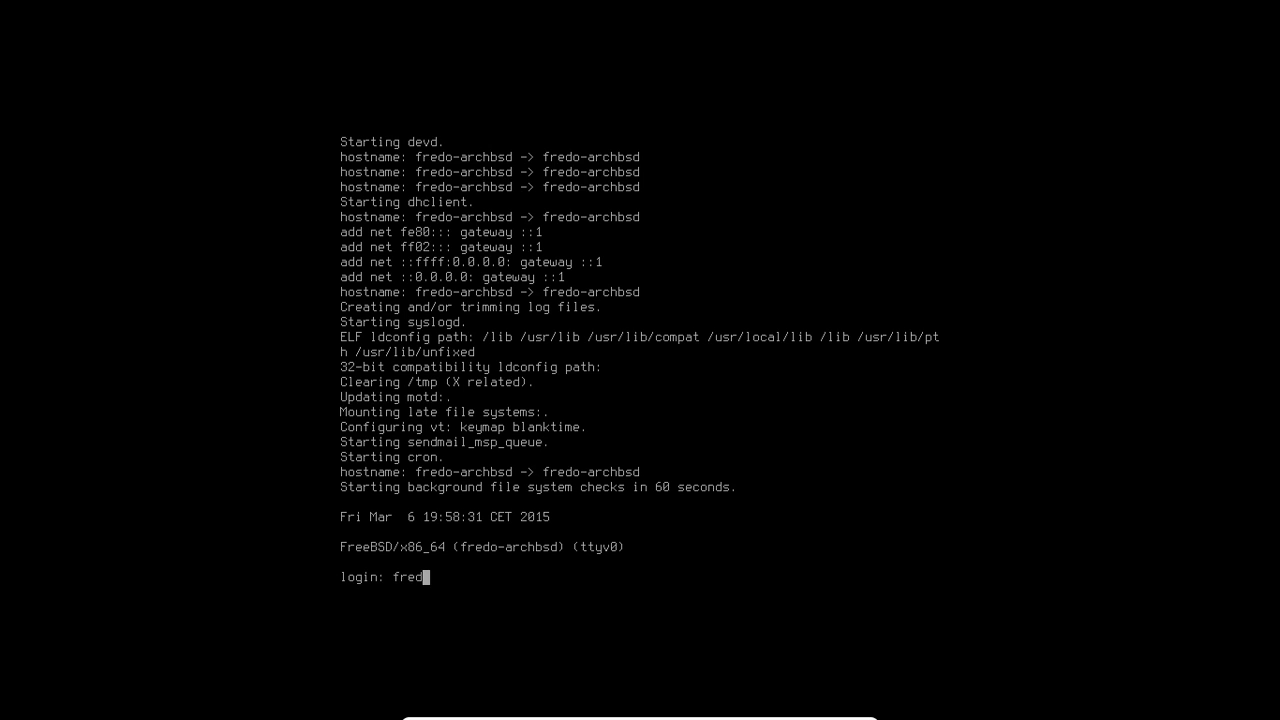 Starting devd.
hostname: fredo-archbsd -> fredo-archbsd
hostname: fredo-archbsd -> fredo-archbsd
hostname: fredo-archbsd -> fredo-archbsd
Starting dhclient.
hostname: fredo-archbsd -> fredo-archbsd
add net fe80::: gateway ::1
add net ff02::: gateway ::1
add net ::ffff:0.0.0.0: gateway ::1
add net ::0.0.0.0: gateway ::1
hostname: fredo-archbsd -> fredo-archbsd
Creating and/or trimming log files.
Starting syslogd.
ELF ldconfig path: /lib /usr/lib /usr/lib/compat /usr/local/lib /lib /usr/lib/pt
h /usr/lib/unfixed
32-bit compatibility ldconfig path:
Clearing /tmp (X related).
Updating motd:.
Mounting late file systems:.
Configuring vt: keymap blanktime.
Starting sendmail_msp_queue.
Starting cron.
hostname: fredo-archbsd -> fredo-archbsd
Starting background file system checks in 60 seconds.
Fri Mar  6 19:58:31 CET 2015
FreeBSD/x86_64 (fredo-archbsd) (ttyv0)
login: fred